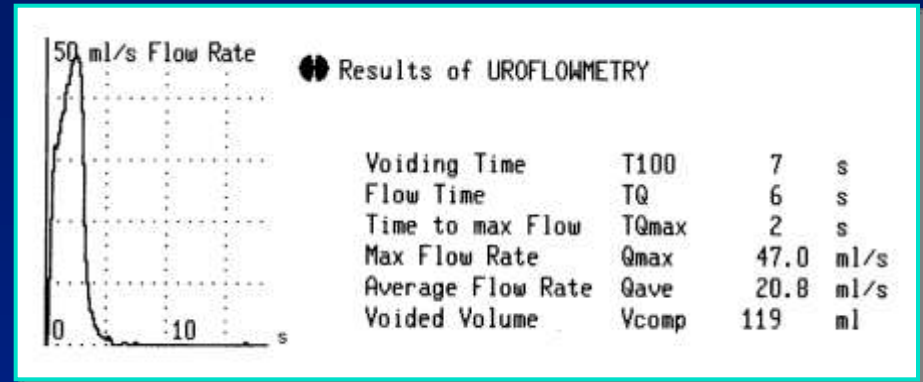 50 ml/s Flow Rate
Results of UROFLOWMETRY
Voiding Time T100 7 s
Flow Time TQ 6 s
Time to max Flow TQmax 2 s
Max Flow Rate Qmax 47.0 ml/s
Average Flow Rate Qave 20.8 ml/s
Voided Volume Vcomp 119 ml
0 10 s